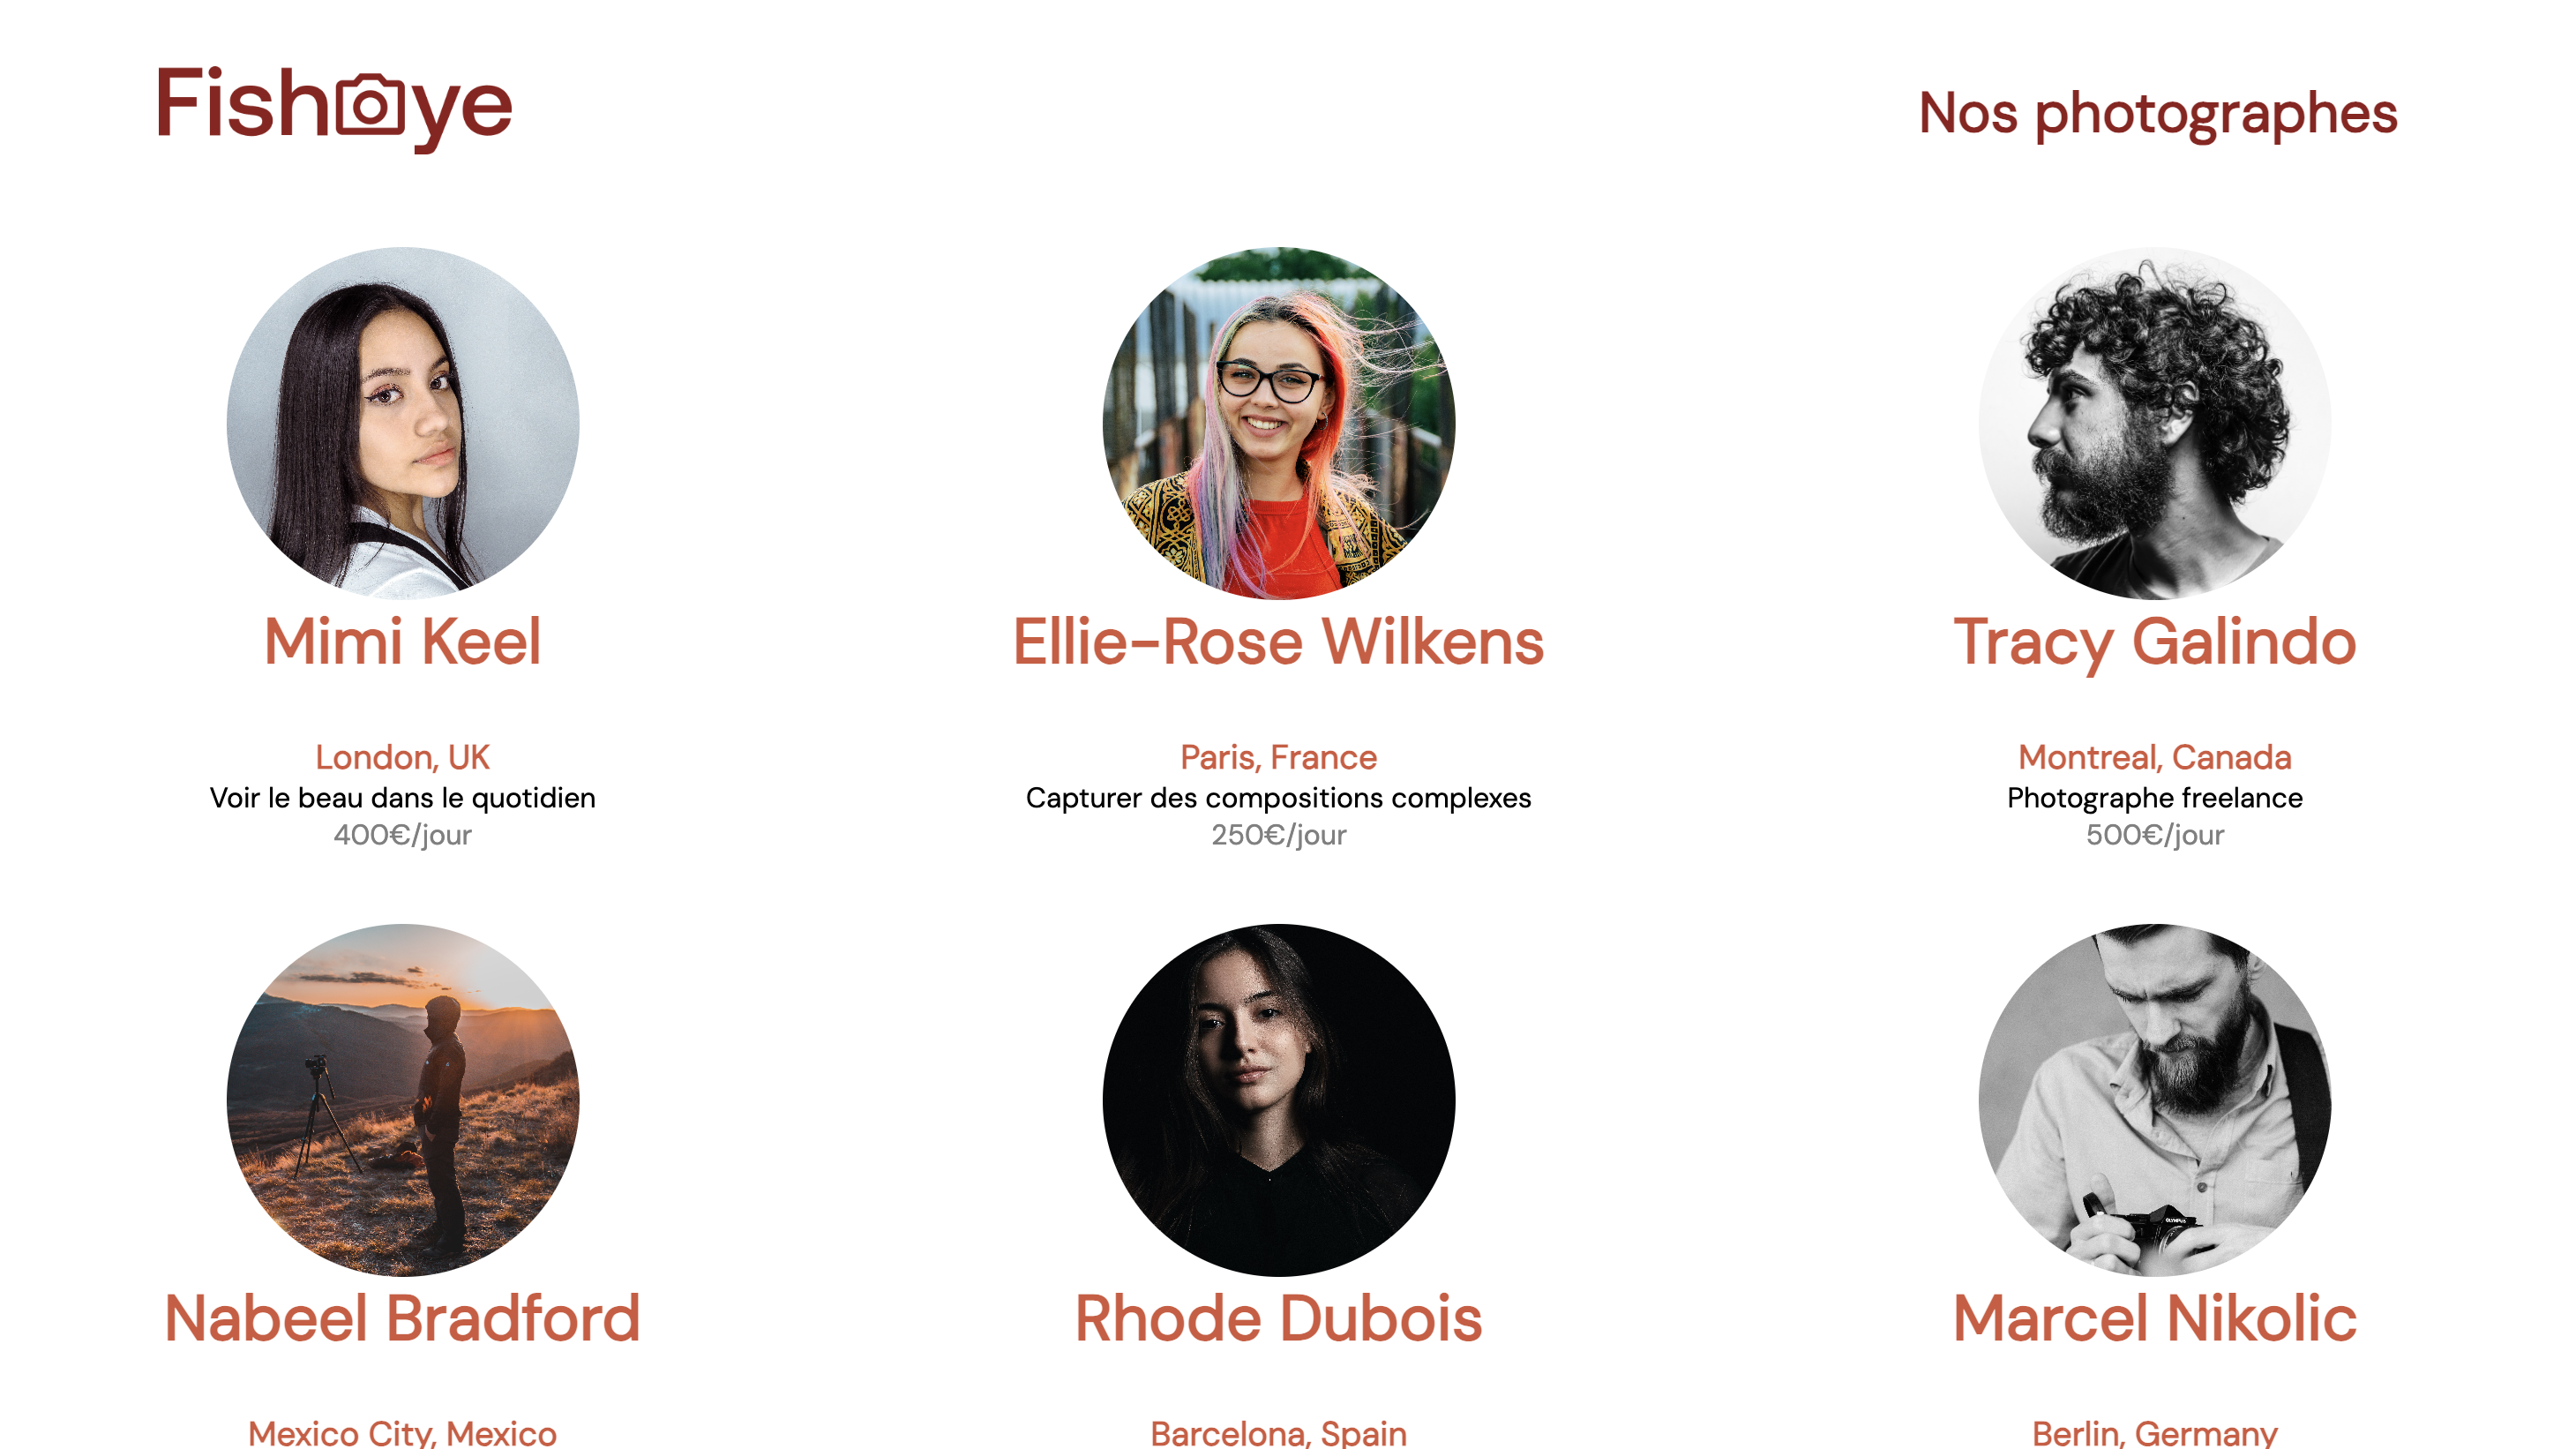 Fisheye
Nos photographes
Mimi Keel
London, UK
Voir le beau dans le quotidien
400€/jour
Ellie-Rose Wilkens
Paris, France
Capturer des compositions complexes
250€/jour
Tracy Galindo
Montreal, Canada
Photographe freelance
500€/jour
Nabeel Bradford
Mexico City, Mexico
Rhode Dubois
Barcelona, Spain
OLYMPUS
Marcel Nikolic
Berlin, Germany